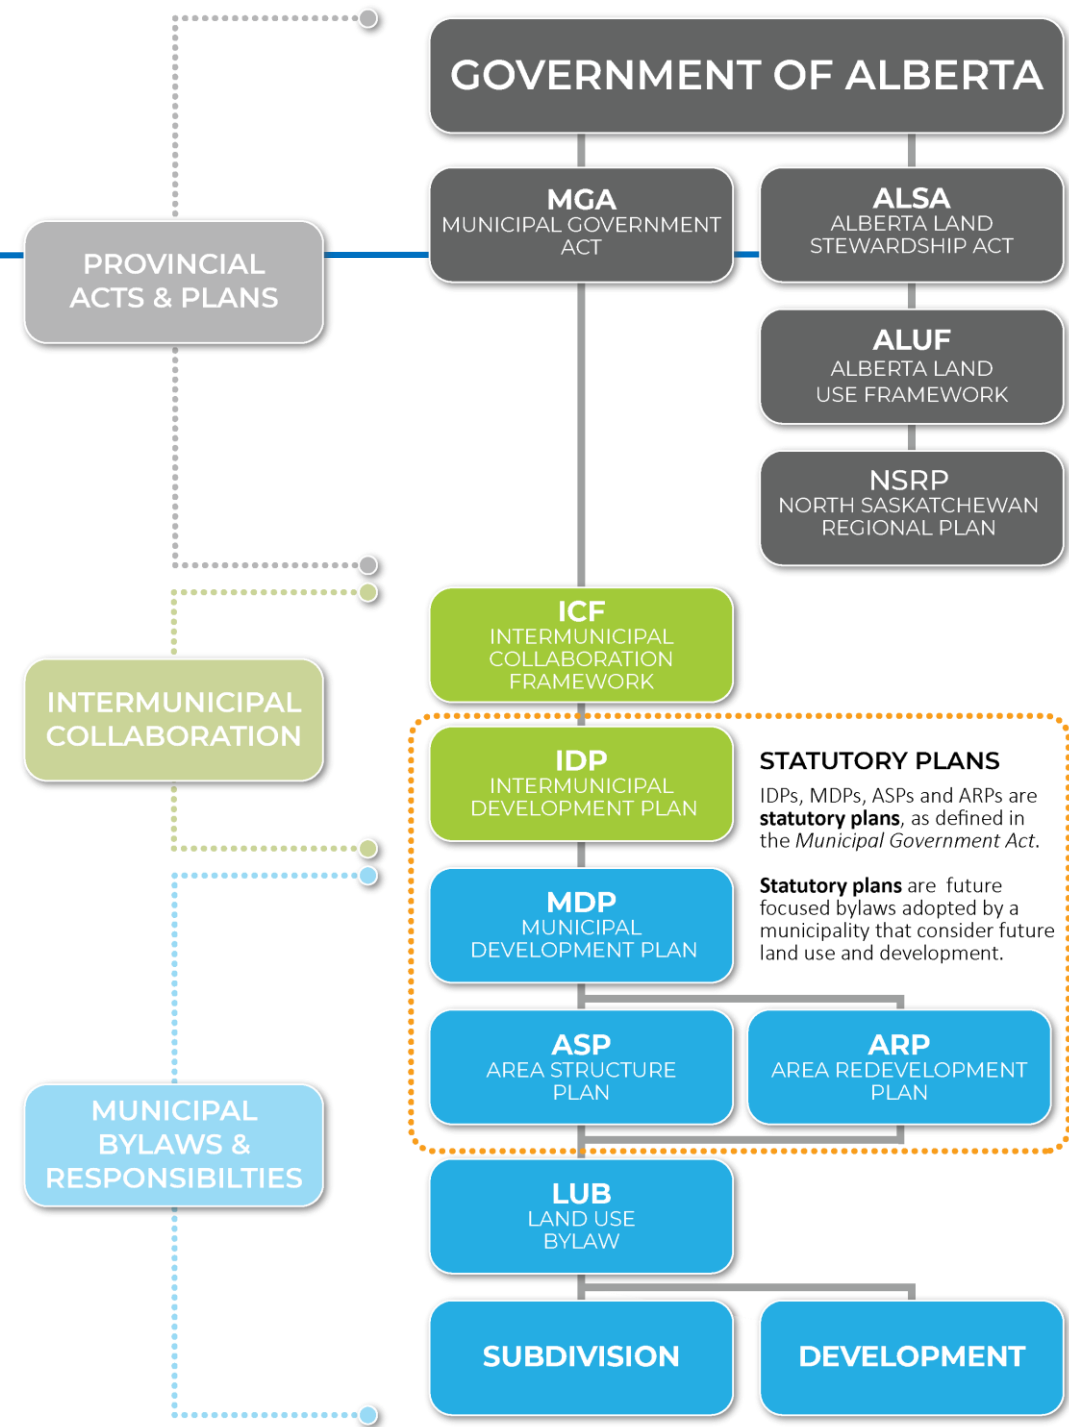 GOVERNMENT OF ALBERTA
MGA
MUNICIPAL GOVERNMENT
ACT
ALSA
ALBERTA LAND
STEWARDSHIP ACT
PROVINCIAL
ACTS & PLANS
ALUF
ALBERTA LAND
USE FRAMEWORK
NSRP
NORTH SASKATCHEWAN
REGIONAL PLAN
ICF
INTERMUNICIPAL
COLLABORATION
FRAMEWORK
INTERMUNICIPAL
COLLABORATION
IDP
INTERMUNICIPAL
DEVELOPMENT PLAN
STATUTORY PLANS
IDPs, MDPs, ASPs and ARPs are
statutory plans, as defined in
the Municipal Government Act.
Statutory plans are future
focused bylaws adopted by a
municipality that consider future
land use and development.
MDP
MUNICIPAL
DEVELOPMENT PLAN
ASP
AREA STRUCTURE
PLAN
ARP
AREA REDEVELOPMENT
PLAN
MUNICIPAL
BYLAWS &
RESPONSIBILTIES
LUB
LAND USE
BYLAW
SUBDIVISION
DEVELOPMENT